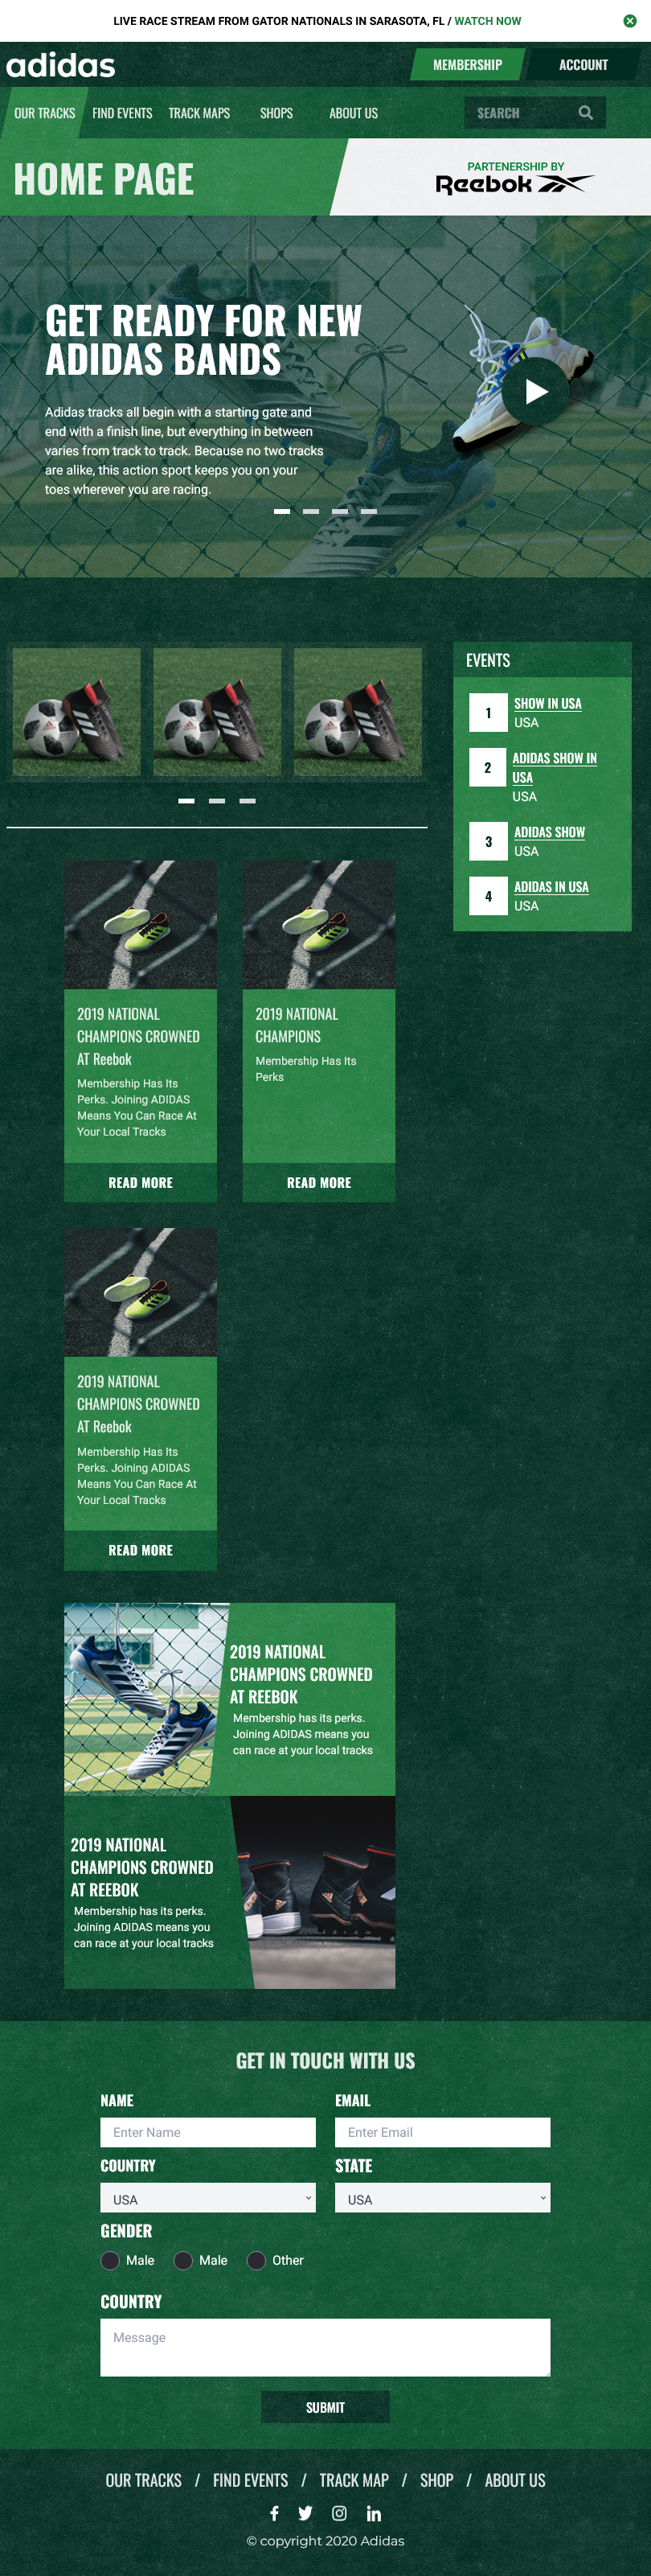 LIVE RACE STREAM FROM GATOR NATIONALS IN SARASOTA, FL / WATCH NOW
adidas
MEMBERSHIP
ACCOUNT
OUR TRACKS
FIND EVENTS
TRACK MAPS
SHOPS
ABOUT US
SEARCH
HOME PAGE
PARTENERSHIP BY
Reebok
GET READY FOR NEW
ADIDAS BANDS
Adidas tracks all begin with a starting gate and
end with a finish line, but everything in between
varies from track to track. Because no two tracks
are alike, this action sport keeps you on your
toes wherever you are racing.
EVENTS
1
SHOW IN USA
USA
2
ADIDAS SHOW IN
USA
USA
3
ADIDAS SHOW
USA
4
ADIDAS IN USA
USA
2019 NATIONAL
CHAMPIONS CROWNED
AT Reebok
Membership Has Its
Perks. Joining ADIDAS
Means You Can Race At
Your Local Tracks
READ MORE
2019 NATIONAL
CHAMPIONS
Membership Has Its
Perks
READ MORE
2019 NATIONAL
CHAMPIONS CROWNED
AT Reebok
Membership Has Its
Perks. Joining ADIDAS
Means You Can Race At
Your Local Tracks
READ MORE
2019 NATIONAL
CHAMPIONS CROWNED
AT REEBOK
Membership has its perks.
Joining ADIDAS means you
can race at your local tracks
2019 NATIONAL
CHAMPIONS CROWNED
AT REEBOK
Membership has its perks.
Joining ADIDAS means you
can race at your local tracks
GET IN TOUCH WITH US
NAME
Enter Name
EMAIL
Enter Email
COUNTRY
USA
STATE
USA
GENDER
Male
Male
Other
COUNTRY
Message
SUBMIT
OUR TRACKS / FIND EVENTS / TRACK MAP / SHOP / ABOUT US
© copyright 2020 Adidas